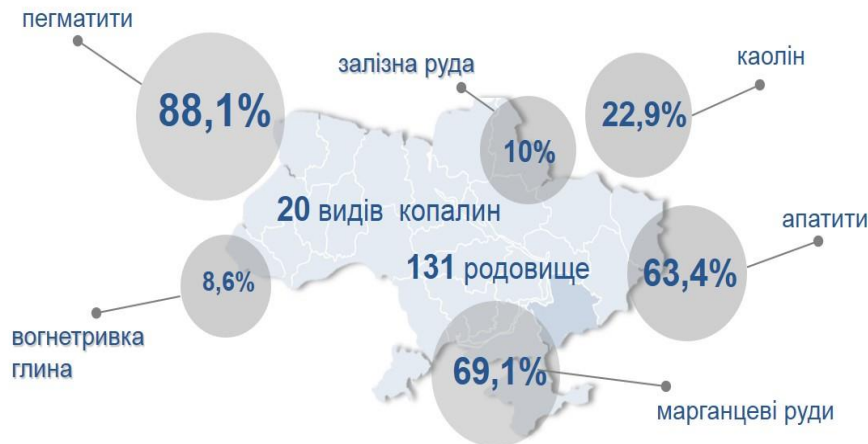 пегматити
88,1%
залізна руда
10%
каолін
22,9%
20 видів копалин
131 родовище
апатити
63,4%
8,6%
вогнетривка
глина
69,1%
марганцеві руди